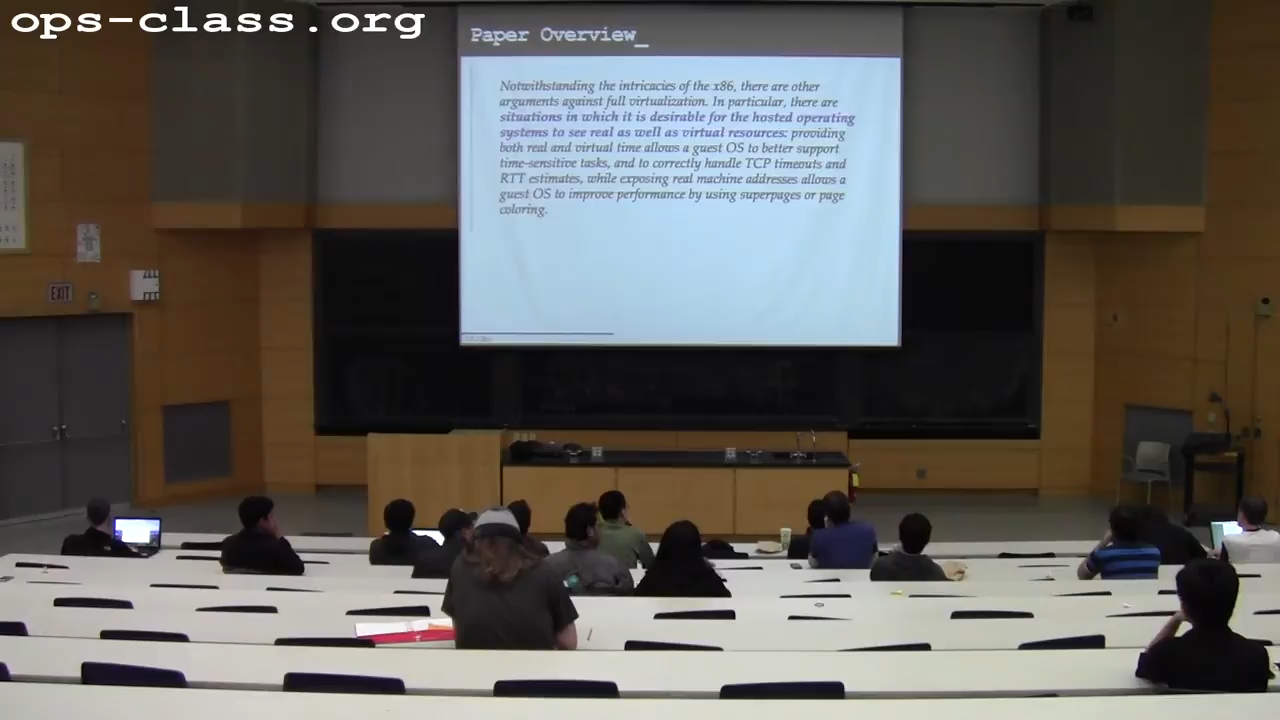 ops-class.org
Paper Overview_
Notwithstanding the intricacies of the x86, there are other
arguments against full virtualization. In particular, there are
situations in which it is desirable for the hosted operating
systems to see real as well as virtual resources: providing
both real and virtual time allows a guest OS to better support
time-sensitive tasks, and to correctly handle TCP timeouts and
RTT estimates, while exposing real machine addresses allows a
guest OS to improve performance by using superpages or page
coloring.
EXIT